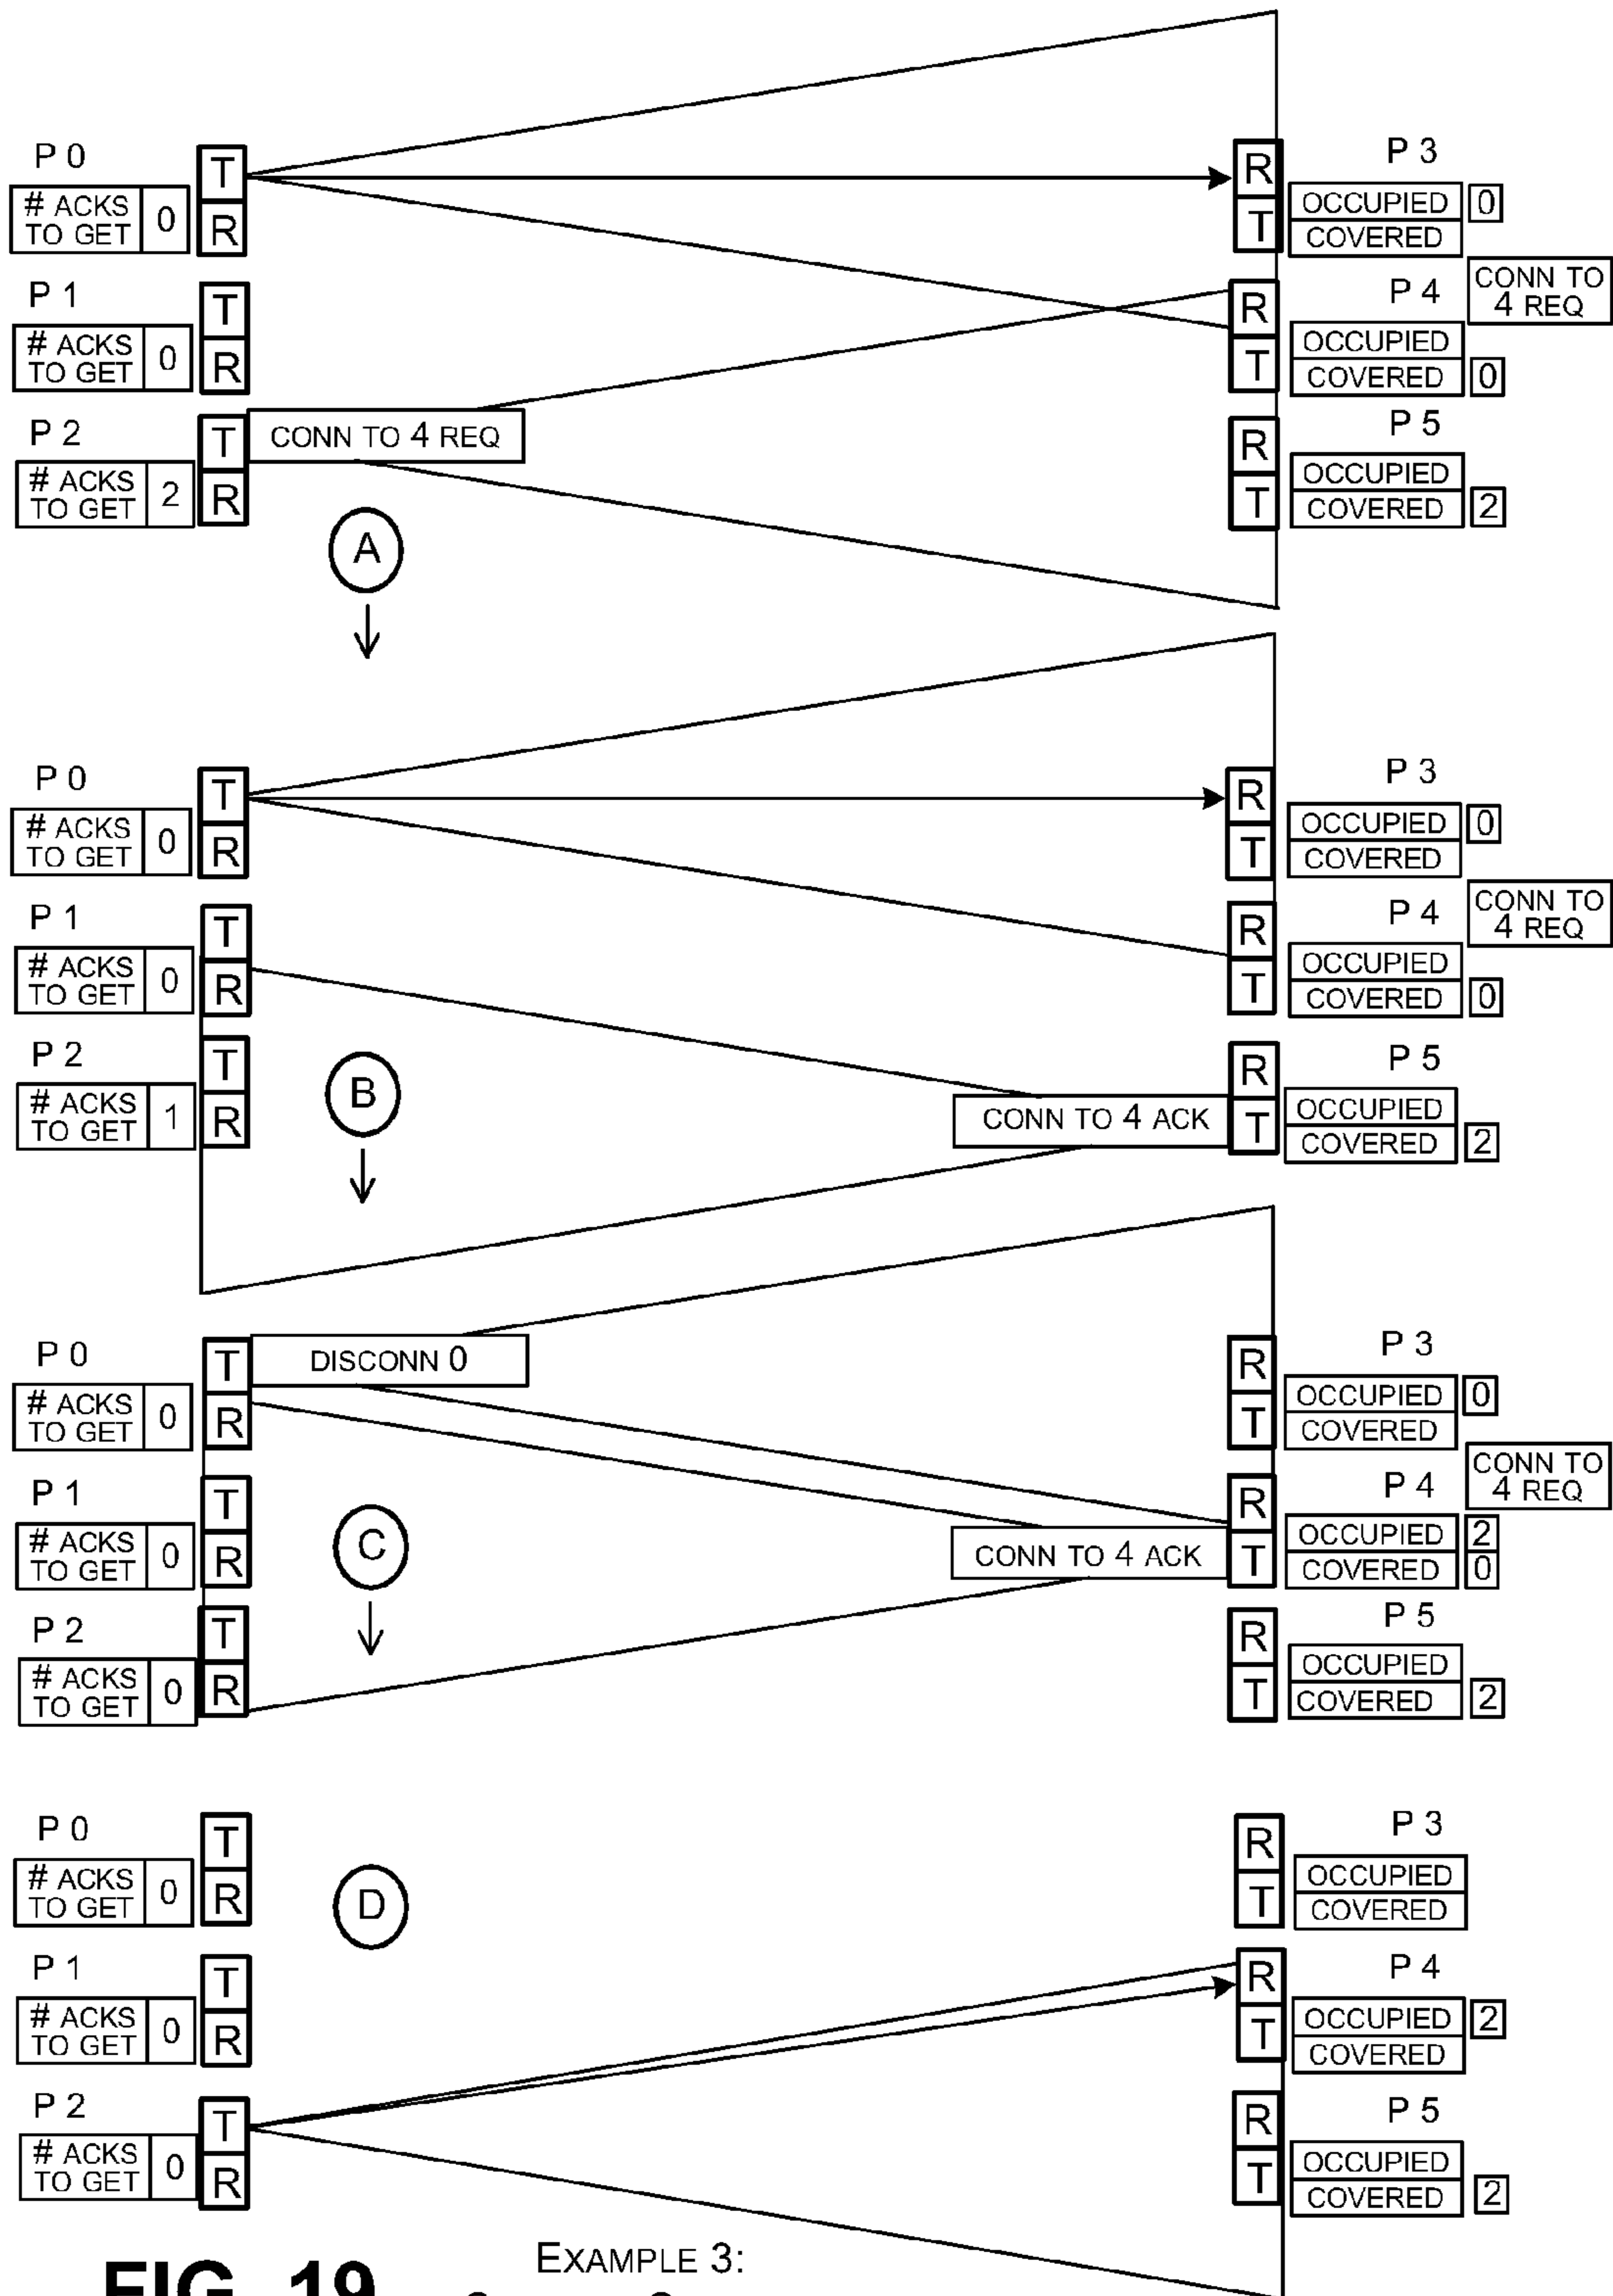 P 0
# ACKS
TO GET
0
T
R
R
T
P 3
OCCUPIED
0
COVERED
P 1
# ACKS
TO GET
0
T
R
R
T
P 4
CONN TO
4 REQ
OCCUPIED
COVERED
0
P 2
# ACKS
TO GET
2
T
R
CONN TO 4 REQ
R
T
P 5
OCCUPIED
COVERED
2
A
P 0
# ACKS
TO GET
0
T
R
R
T
P 3
OCCUPIED
0
COVERED
P 1
# ACKS
TO GET
0
T
R
R
T
P 4
CONN TO
4 REQ
OCCUPIED
COVERED
0
P 2
# ACKS
TO GET
1
T
R
B
CONN TO 4 ACK
R
T
P 5
OCCUPIED
COVERED
2
P 0
# ACKS
TO GET
0
T
R
DISCONN 0
R
T
P 3
OCCUPIED
0
COVERED
P 1
# ACKS
TO GET
0
T
R
C
CONN TO 4 ACK
R
T
P 4
CONN TO
4 REQ
OCCUPIED
2
COVERED
0
P 2
# ACKS
TO GET
0
T
R
R
T
P 5
OCCUPIED
COVERED
2
P 0
# ACKS
TO GET
0
T
R
D
R
T
P 3
OCCUPIED
COVERED
P 1
# ACKS
TO GET
0
T
R
R
T
P 4
OCCUPIED
2
COVERED
P 2
# ACKS
TO GET
0
T
R
R
T
P 5
OCCUPIED
COVERED
2
FIG. 19
EXAMPLE 3: